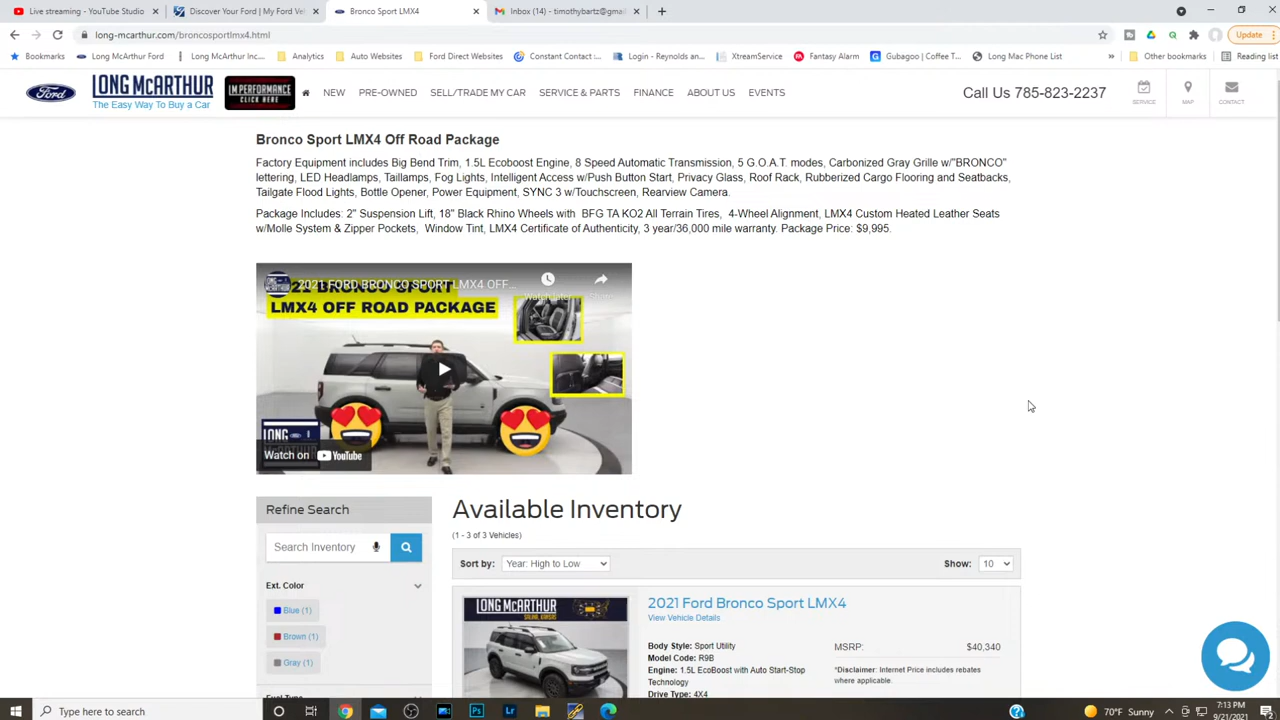 Live streaming - YouTube Studio
Discover Your Ford | My Ford Veh
Bronco Sport LMX4
Inbox (14) - timothybartz@gmail
long-mcarthur.com/broncosportlmx4.html
Update
Bookmarks
Long McArthur Ford
Long McArthur Inc....
Analytics
Auto Websites
Ford Direct Websites
Constant Contact :...
Login - Reynolds an...
XtreamService
Fantasy Alarm
Gubagoo | Coffee T...
Long Mac Phone List
Other bookmarks
Reading list
Ford
LONG McARTHUR
The Easy Way To Buy a Car
LM PERFORMANCE
CLICK HERE
NEW
PRE-OWNED
SELL/TRADE MY CAR
SERVICE & PARTS
FINANCE
ABOUT US
EVENTS
Call Us 785-823-2237
SERVICE
MAP
CONTACT
Bronco Sport LMX4 Off Road Package
Factory Equipment includes Big Bend Trim, 1.5L Ecoboost Engine, 8 Speed Automatic Transmission, 5 G.O.A.T. modes, Carbonized Gray Grille w/"BRONCO"
lettering, LED Headlamps, Taillamps, Fog Lights, Intelligent Access w/Push Button Start, Privacy Glass, Roof Rack, Rubberized Cargo Flooring and Seatbacks,
Tailgate Flood Lights, Bottle Opener, Power Equipment, SYNC 3 w/Touchscreen, Rearview Camera.
Package Includes: 2" Suspension Lift, 18" Black Rhino Wheels with BFG TA KO2 All Terrain Tires, 4-Wheel Alignment, LMX4 Custom Heated Leather Seats
w/Molle System & Zipper Pockets, Window Tint, LMX4 Certificate of Authenticity, 3 year/36,000 mile warranty. Package Price: $9,995.
2021 FORD BRONCO SPORT LMX4 OFF...
Watch later
Share
LMX4 OFF ROAD PACKAGE
LONG
Watch on YouTube
Refine Search
Search Inventory
Ext. Color
Blue (1)
Brown (1)
Gray (1)
Fuel Type
Available Inventory
(1 - 3 of 3 Vehicles)
Sort by: Year: High to Low
Show: 10
LONG McARTHUR
SALINA, KANSAS
2021 Ford Bronco Sport LMX4
View Vehicle Details
Body Style: Sport Utility
Model Code: R9B
Engine: 1.5L EcoBoost with Auto Start-Stop
Technology
Drive Type: 4X4
MSRP: $40,340
*Disclaimer: Internet Price includes rebates
where applicable.
Type here to search
70°F Sunny
7:13 PM
9/21/2021